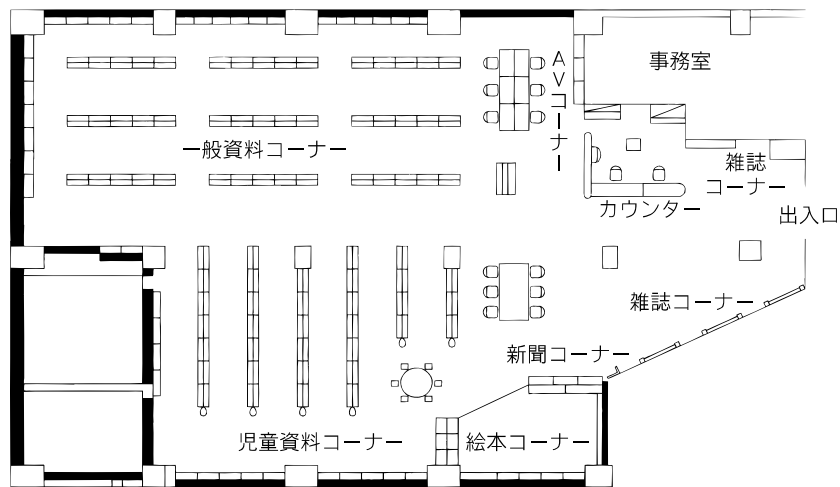 事務室
AVコーナー
一般資料コーナー
雑誌
コーナー
カウンター
出入口
雑誌コーナー
新聞コーナー
児童資料コーナー
絵本コーナー